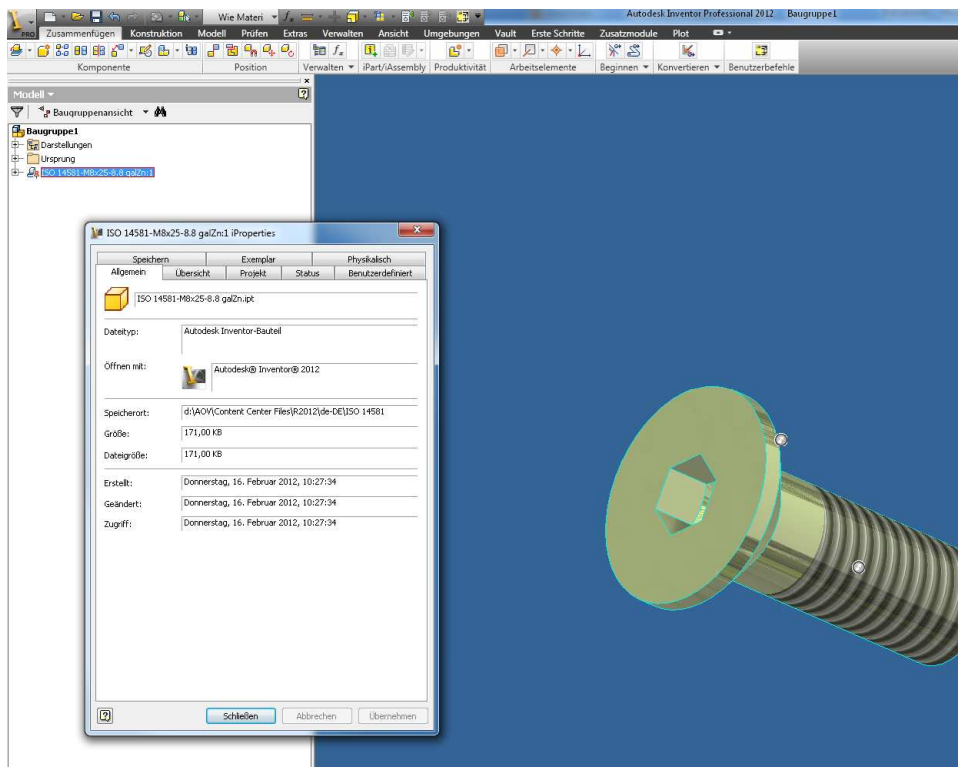 Wie Materi
Autodesk Inventor Professional 2012 Baugruppe1
PRO Zusammenfügen Konstruktion Modell Prüfen Extras Verwalten Ansicht Umgebungen Vault Erste Schritte Zusatzmodule Plot
Komponente Position Verwalten iPart/iAssembly Produktivität Arbeitselemente Beginnen Konvertieren Benutzerbefehle
Modell
Baugruppenansicht
Baugruppe1
Darstellungen
Ursprung
ISO 14581-M8x25-8.8 galZn:1
ISO 14581-M8x25-8.8 galZn:1 iProperties
Speichern Exemplar Physikalisch
Allgemein Übersicht Projekt Status Benutzerdefiniert
ISO 14581-M8x25-8.8 galZn.ipt
Dateityp: Autodesk Inventor-Bauteil
Öffnen mit: Autodesk® Inventor® 2012
Speicherort: d:\AOV\Content Center Files\R2012\de-DE\ISO 14581
Größe: 171,00 KB
Dateigröße: 171,00 KB
Erstellt: Donnerstag, 16. Februar 2012, 10:27:34
Geändert: Donnerstag, 16. Februar 2012, 10:27:34
Zugriff: Donnerstag, 16. Februar 2012, 10:27:34
Schließen Abbrechen Übernehmen